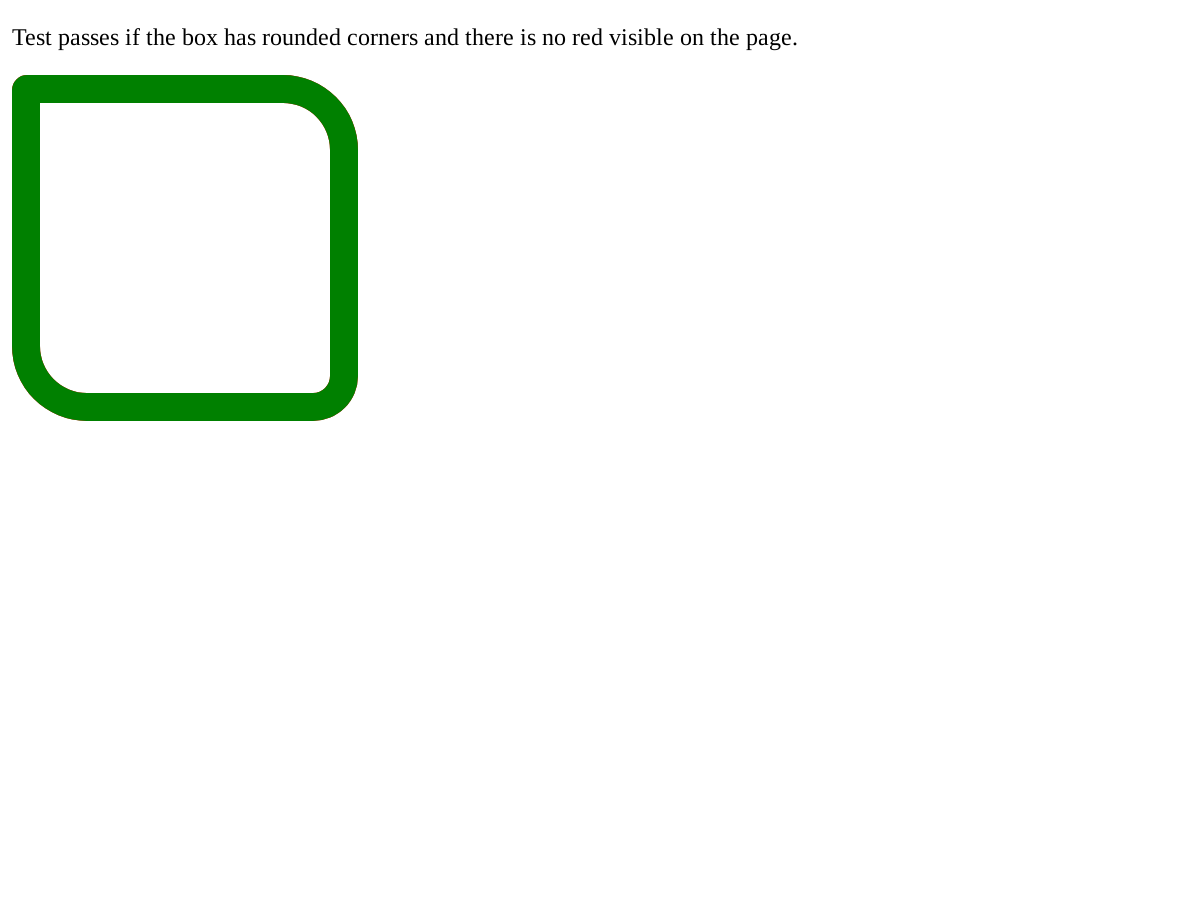 Test passes if the box has rounded corners and there is no red visible on the page.